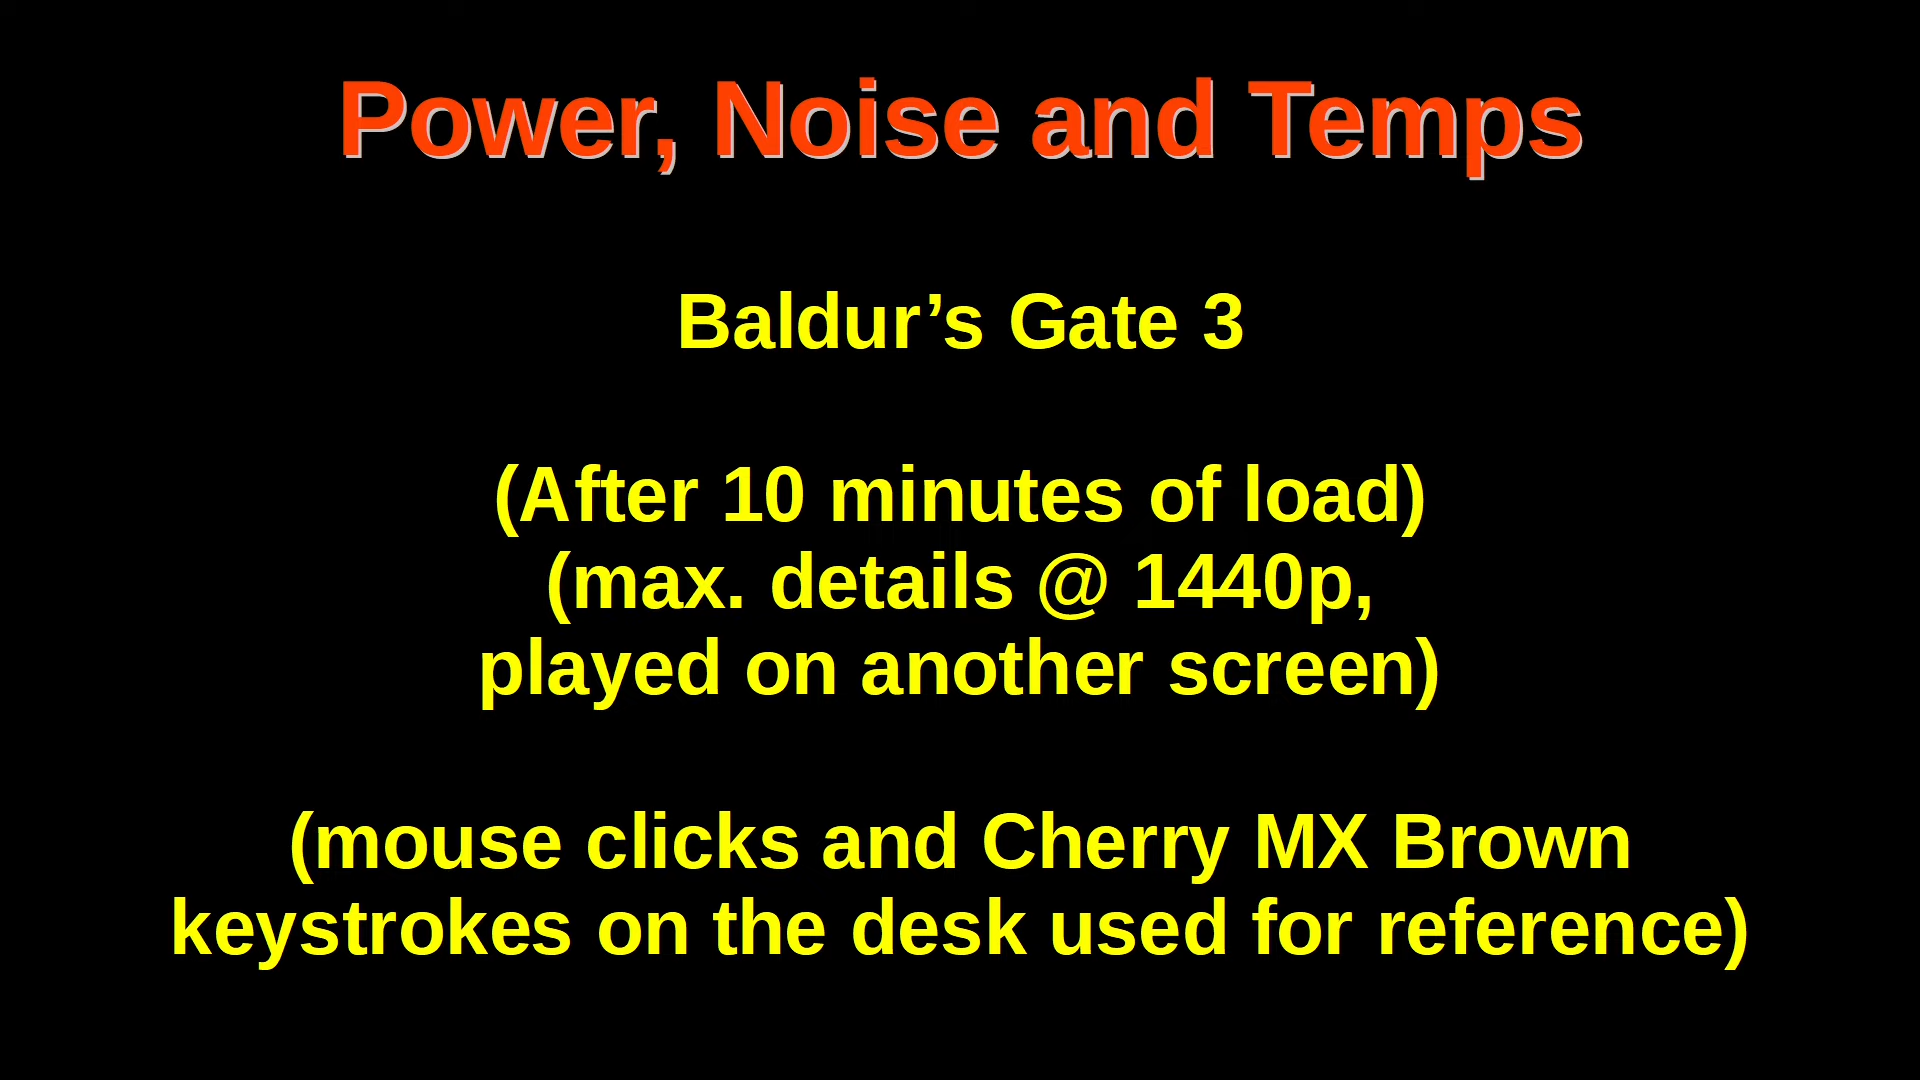 Power, Noise and Temps
Baldur’s Gate 3
(After 10 minutes of load)
(max. details @ 1440p,
played on another screen)
(mouse clicks and Cherry MX Brown
keystrokes on the desk used for reference)